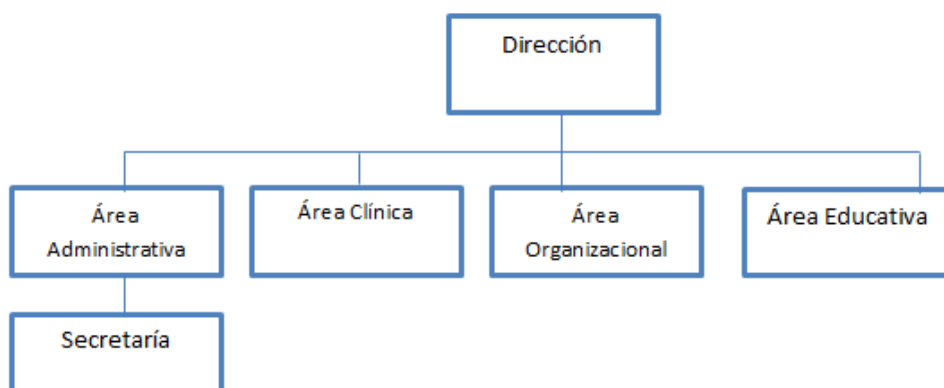 Dirección
Área
Administrativa
Área Clínica
Área
Organizacional
Área Educativa
Secretaría